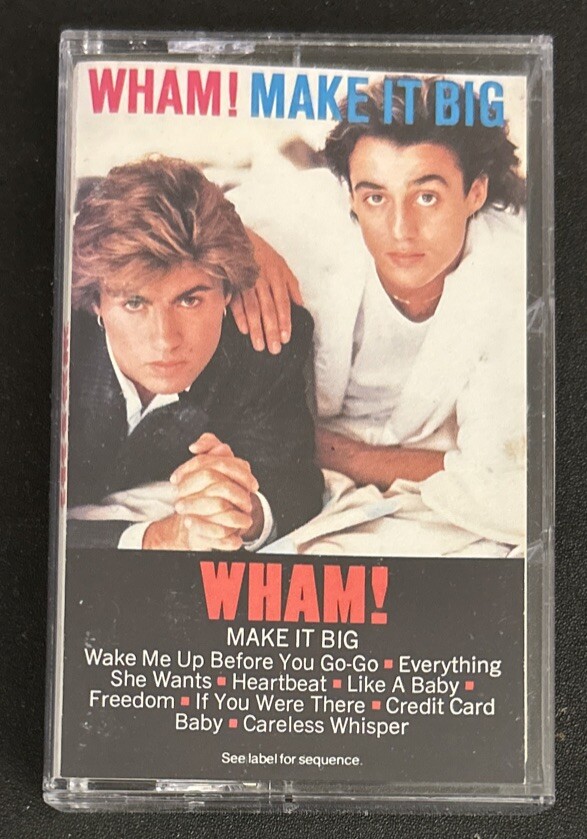 WHAM! MAKE IT BIG
WHAM!
MAKE IT BIG
Wake Me Up Before You Go-Go ▪ Everything
She Wants ▪ Heartbeat ▪ Like A Baby ▪
Freedom ▪ If You Were There ▪ Credit Card
Baby ▪ Careless Whisper
See label for sequence.